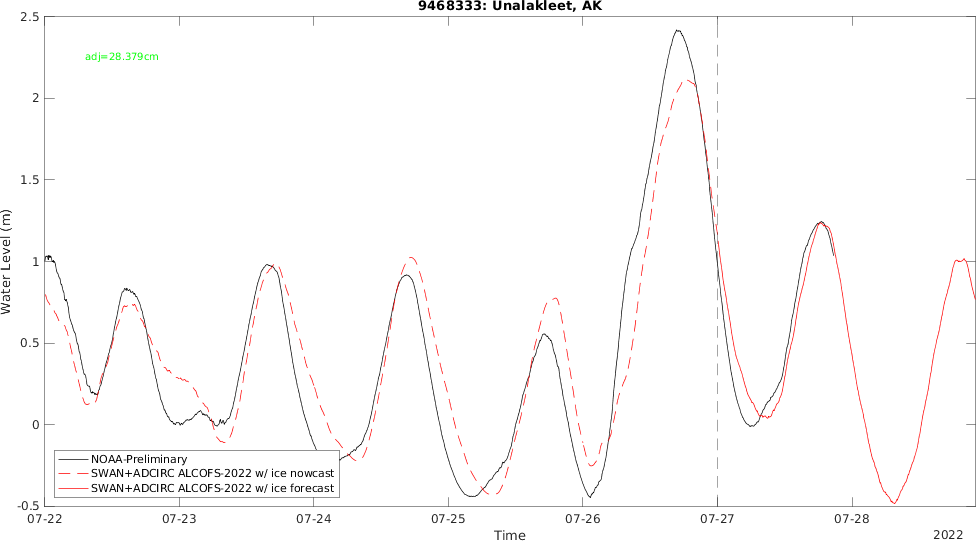 9468333: Unalakleet, AK
adj=28.379cm
Water Level (m)
2.5
2
1.5
1
0.5
0
-0.5
NOAA-Preliminary
SWAN+ADCIRC ALCOFS-2022 w/ ice nowcast
SWAN+ADCIRC ALCOFS-2022 w/ ice forecast
07-22 07-23 07-24 07-25 07-26 07-27 07-28
Time
2022